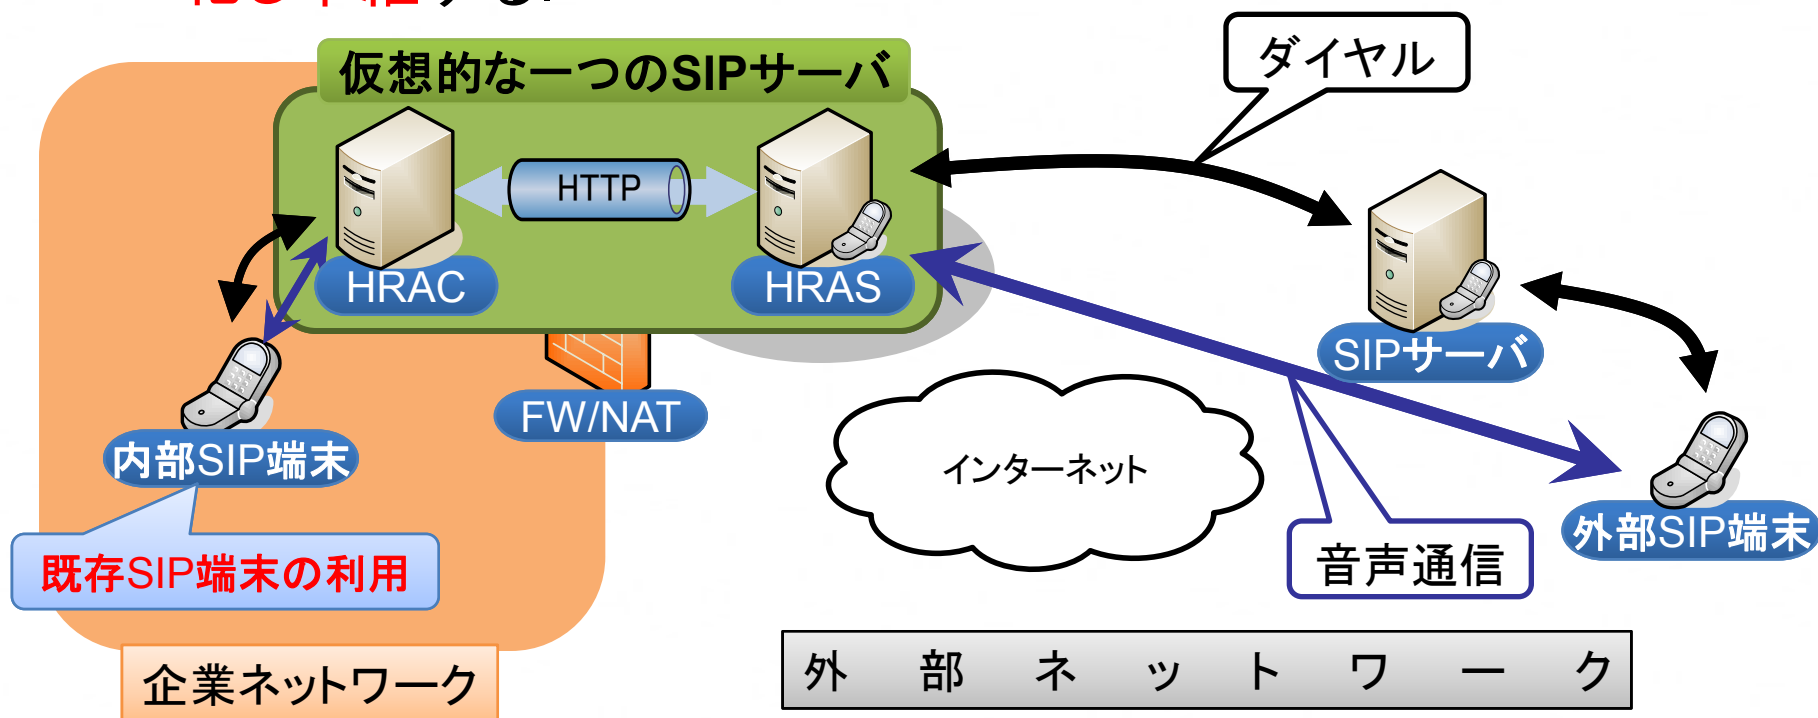 する.
仮想的な一つのSIPサーバ
ダイヤル
HTTP
HRAC
HRAS
SIPサーバ
FW/NAT
内部SIP端末
インターネット
外部SIP端末
既存SIP端末の利用
音声通信
企業ネットワーク
外部ネットワーク